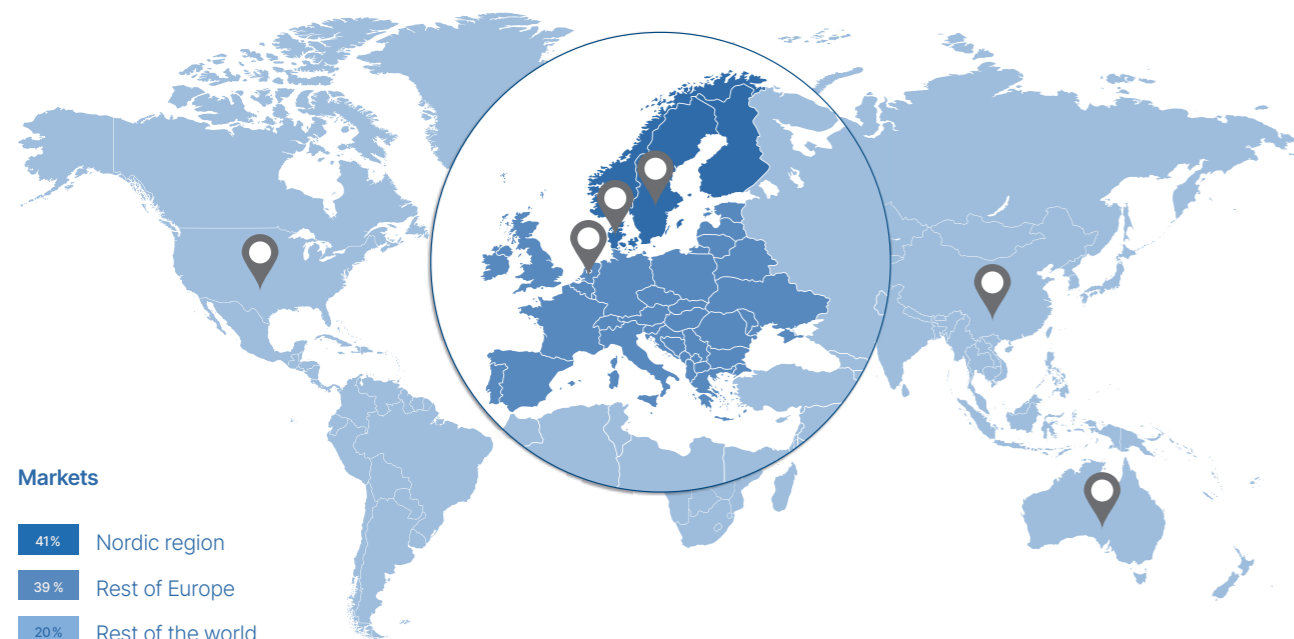 Markets
41% Nordic region
39 % Rest of Europe
20% Rest of the world